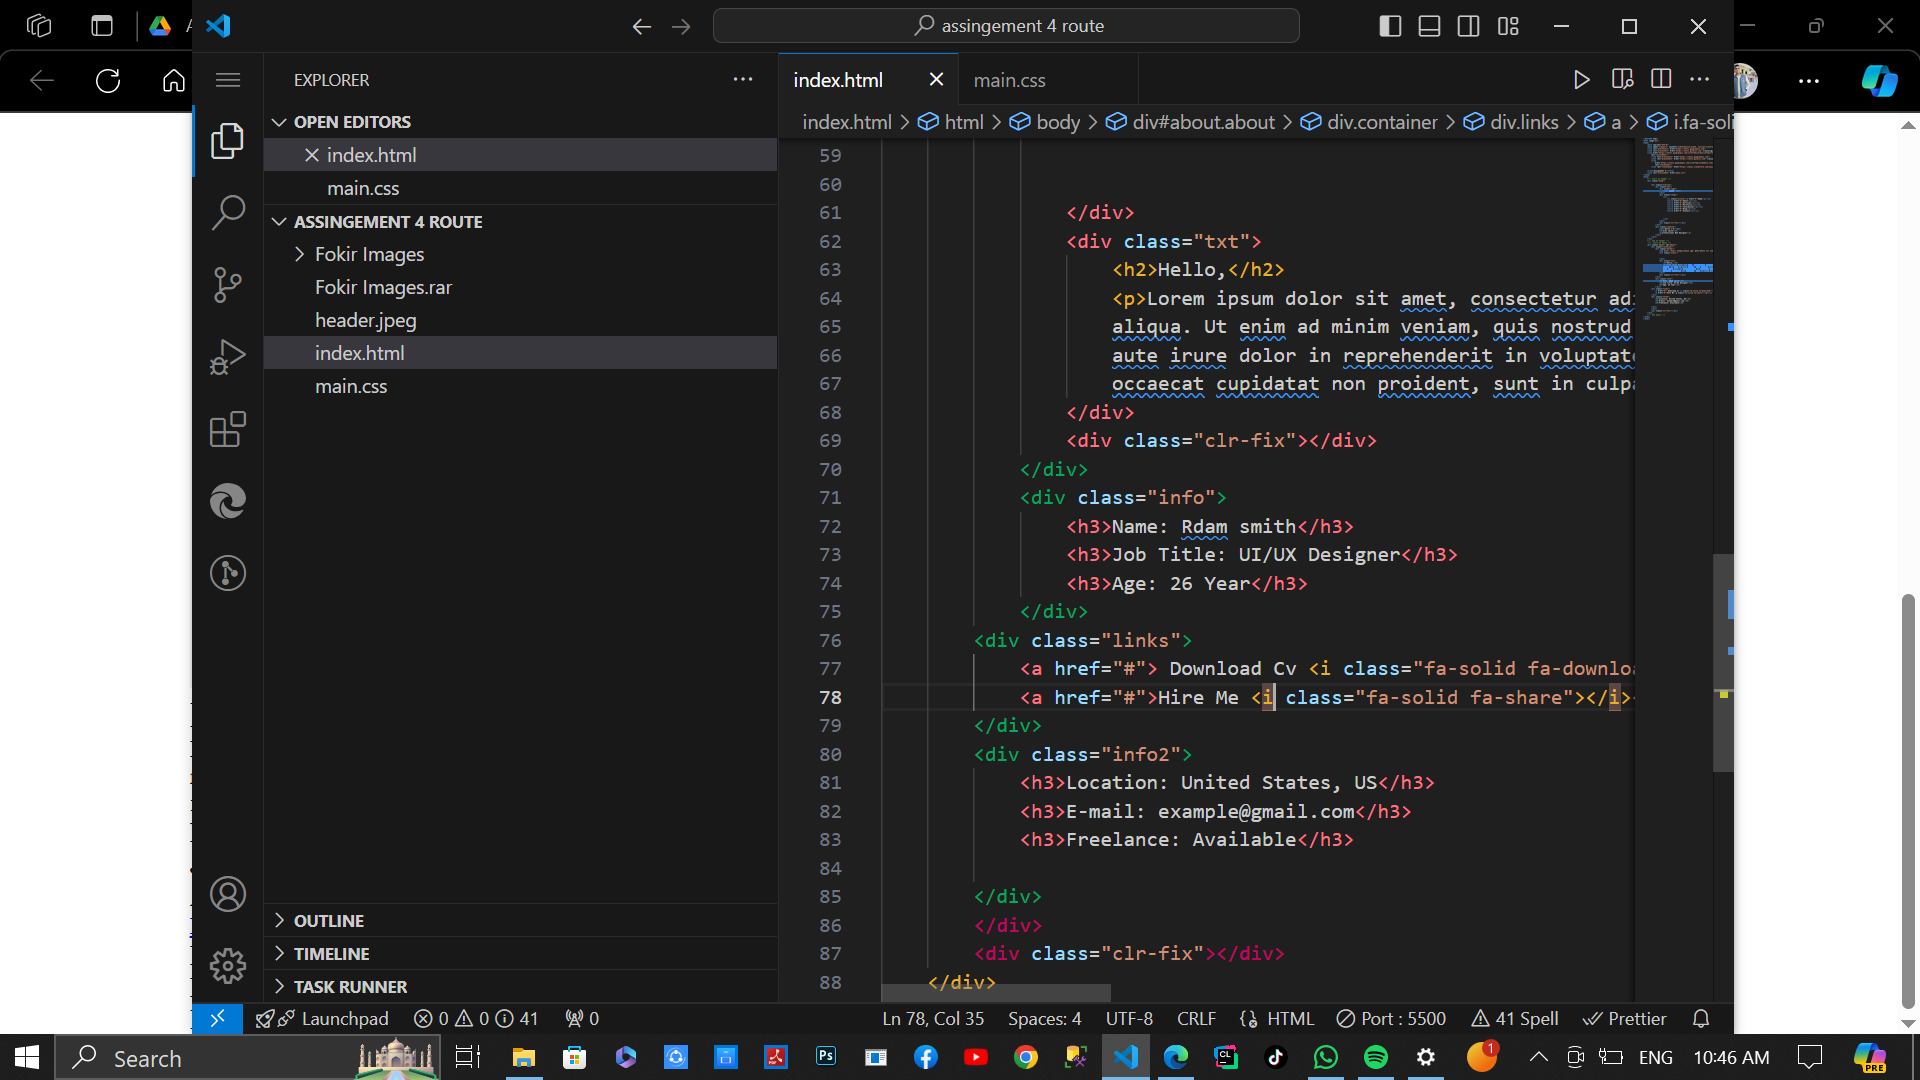 A
assingement 4 route
EXPLORER
index.html
main.css
index.html > html > body > div#about.about > div.container > div.links > a > i.fa-soli
OPEN EDITORS
index.html
main.css
ASSINGEMENT 4 ROUTE
Fokir Images
Fokir Images.rar
header.jpeg
index.html
main.css
OUTLINE
TIMELINE
TASK RUNNER
59
60
61 </div>
62 <div class="txt">
63 <h2>Hello,</h2>
64 <p>Lorem ipsum dolor sit amet, consectetur adi
65 aliqua. Ut enim ad minim veniam, quis nostrud
66 aute irure dolor in reprehenderit in voluptate
67 occaecat cupidatat non proident, sunt in culpa
68 </div>
69 <div class="clr-fix"></div>
70 </div>
71 <div class="info">
72 <h3>Name: Rdam smith</h3>
73 <h3>Job Title: UI/UX Designer</h3>
74 <h3>Age: 26 Year</h3>
75 </div>
76 <div class="links">
77 <a href="#"> Download Cv <i class="fa-solid fa-downloa
78 <a href="#">Hire Me <i class="fa-solid fa-share"></i><
79 </div>
80 <div class="info2">
81 <h3>Location: United States, US</h3>
82 <h3>E-mail: example@gmail.com</h3>
83 <h3>Freelance: Available</h3>
84
85 </div>
86 </div>
87 <div class="clr-fix"></div>
88 </div>
Launchpad 0 0 41 0 Ln 78, Col 35 Spaces: 4 UTF-8 CRLF {} HTML Port : 5500 41 Spell Prettier
Search Ps CL 1 ENG 10:46 AM PRE